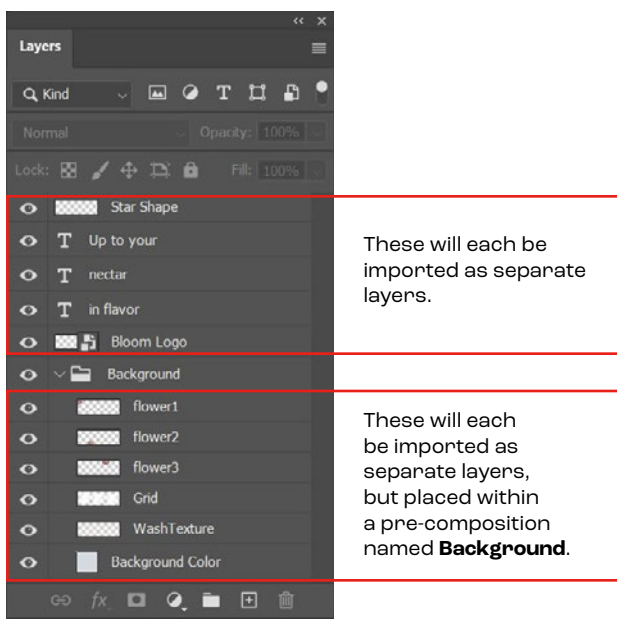 Layers
Kind
Normal Opacity: 100%
Lock: Fill: 100%
Star Shape
T Up to your
T nectar
T in flavor
Bloom Logo
Background
flower1
flower2
flower3
Grid
WashTexture
Background Color
fx
These will each be
imported as separate
layers.
These will each
be imported as
separate layers,
but placed within
a pre-composition
named Background.